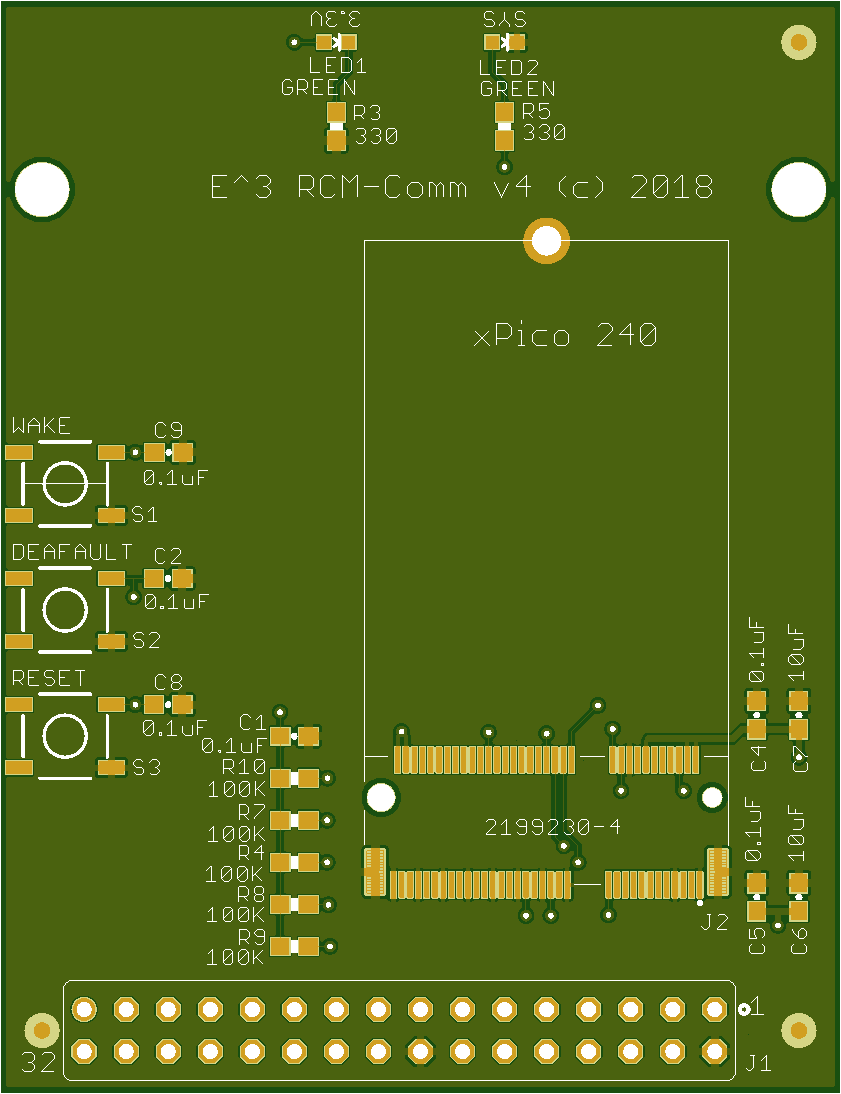 V3.3 SYS
LED1 LED2
GREEN GREEN
R3 R5
330 330
E^3 RCM-Comm v4 (c) 2018
xPico 240
WAKE
C9
0.1uF
S1
DEAFAULT
C2
0.1uF
S2
RESET
C8
0.1uF
S3
C1
0.1uF
R10
100K
R7
100K
R4
100K
R8
100K
R9
100K
0.1uF
C4
10uF
C7
2199230-4
0.1uF
C5
10uF
C6
J2
1
32
J1